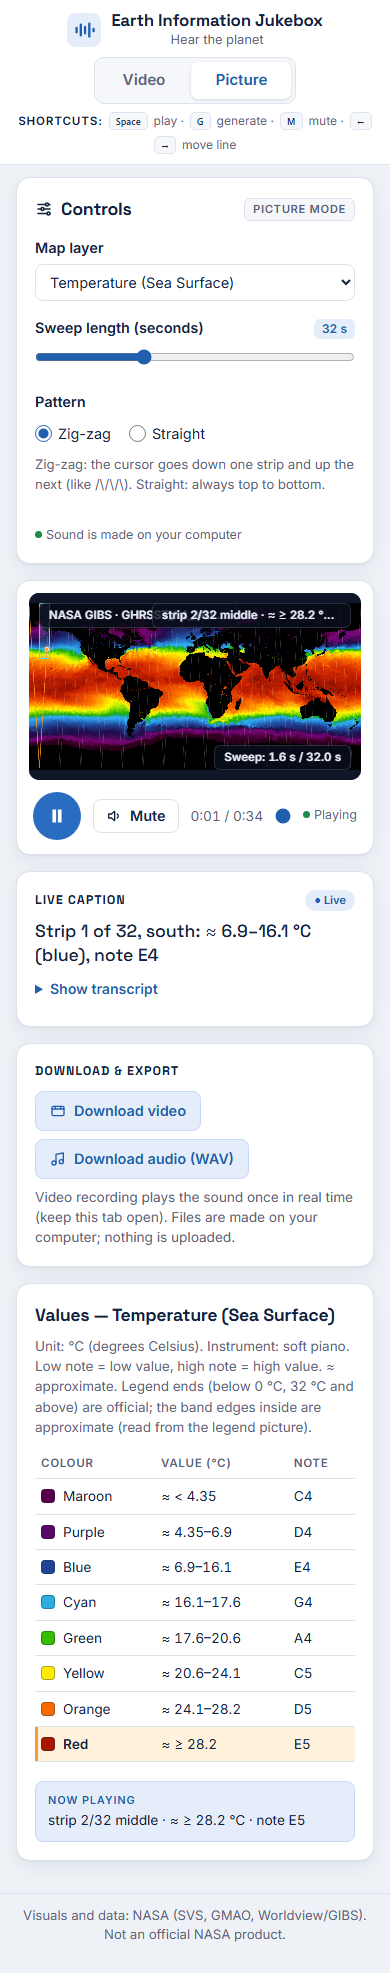 Earth Information Jukebox
Hear the planet
Video Picture
SHORTCUTS: Space play · G generate · M mute · ←
→ move line
Controls PICTURE MODE
Map layer
Temperature (Sea Surface)
Sweep length (seconds) 32 s
Pattern
Zig-zag Straight
Zig-zag: the cursor goes down one strip and up the
next (like /\/\/\). Straight: always top to bottom.
Sound is made on your computer
NASA GIBS · GHRS strip 2/32 middle · ≈ ≥ 28.2 °...
Sweep: 1.6 s / 32.0 s
Mute 0:01 / 0:34 Playing
LIVE CAPTION Live
Strip 1 of 32, south: ≈ 6.9–16.1 °C
(blue), note E4
Show transcript
DOWNLOAD & EXPORT
Download video
Download audio (WAV)
Video recording plays the sound once in real time
(keep this tab open). Files are made on your
computer; nothing is uploaded.
Values — Temperature (Sea Surface)
Unit: °C (degrees Celsius). Instrument: soft piano.
Low note = low value, high note = high value. ≈
approximate. Legend ends (below 0 °C, 32 °C and
above) are official; the band edges inside are
approximate (read from the legend picture).
COLOUR VALUE (°C) NOTE
Maroon ≈ < 4.35 C4
Purple ≈ 4.35–6.9 D4
Blue ≈ 6.9–16.1 E4
Cyan ≈ 16.1–17.6 G4
Green ≈ 17.6–20.6 A4
Yellow ≈ 20.6–24.1 C5
Orange ≈ 24.1–28.2 D5
Red ≈ ≥ 28.2 E5
NOW PLAYING
strip 2/32 middle · ≈ ≥ 28.2 °C · note E5
Visuals and data: NASA (SVS, GMAO, Worldview/GIBS).
Not an official NASA product.